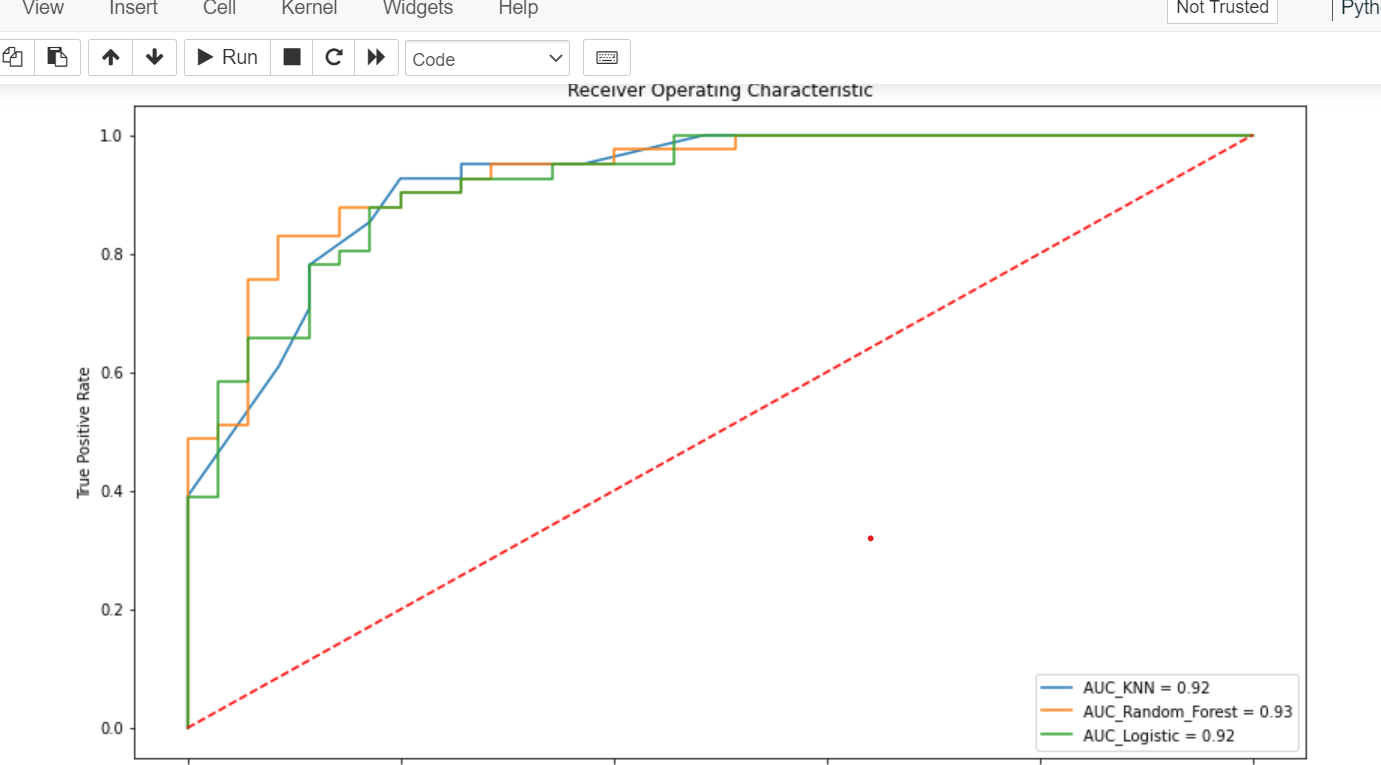 View Insert Cell Kernel Widgets Help Not Trusted
Run Code
Receiver Operating Characteristic
1.0
0.8
0.6
True Positive Rate
0.4
0.2
0.0
AUC_KNN = 0.92
AUC_Random_Forest = 0.93
AUC_Logistic = 0.92